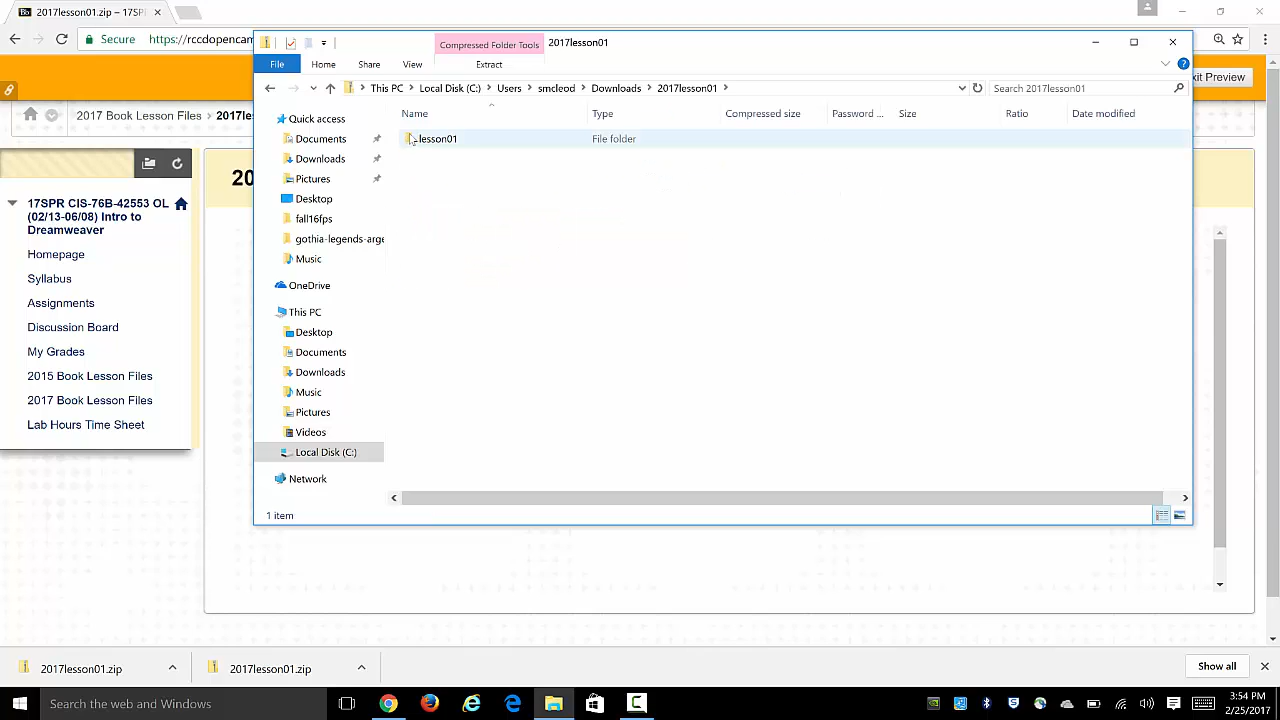 2017lesson01.zip – 17S
Secure
https://rccdopencam
Compressed Folder Tools
2017lesson01
File
Home
Share
View
Extract
This PC
Local Disk (C:)
Users
smcleod
Downloads
2017lesson01
Search 2017lesson01
xit Preview
2017 Book Lesson Files
2017le
20
Name
Type
Compressed size
Password ...
Size
Ratio
Date modified
lesson01
File folder
Quick access
Documents
Downloads
Pictures
Desktop
fall16fps
gothia-legends-arge
Music
OneDrive
This PC
Desktop
Documents
Downloads
Music
Pictures
Videos
Local Disk (C:)
Network
1 item
17SPR CIS-76B-42553 OL
(02/13-06/08) Intro to
Dreamweaver
Homepage
Syllabus
Assignments
Discussion Board
My Grades
2015 Book Lesson Files
2017 Book Lesson Files
Lab Hours Time Sheet
2017lesson01.zip
2017lesson01.zip
Show all
Search the web and Windows
3:54 PM
2/25/2017